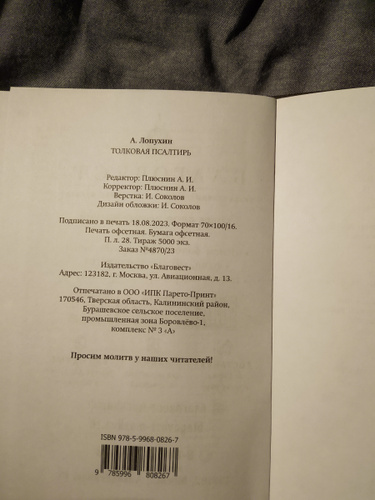 А. Лопухин
ТОЛКОВАЯ ПСАЛТИРЬ
Редактор: Плюснин А. И.
Корректор: Плюснин А. И.
Верстка: И. Соколов
Дизайн обложки: И. Соколов
Подписано в печать 18.08.2023. Формат 70×100/16.
Печать офсетная. Бумага офсетная.
П. л. 28. Тираж 5000 экз.
Заказ №4870/23
Издательство «Благовест»
Адрес: 123182, г. Москва, ул. Авиационная, д. 13.
Отпечатано в ООО «ИПК Парето-Принт»
170546, Тверская область, Калининский район,
Бурашевское сельское поселение,
промышленная зона Боровлёво-1,
комплекс № 3 «А»
Просим молитв у наших читателей!
ISBN 978-5-9968-0826-7
9 785996 808267